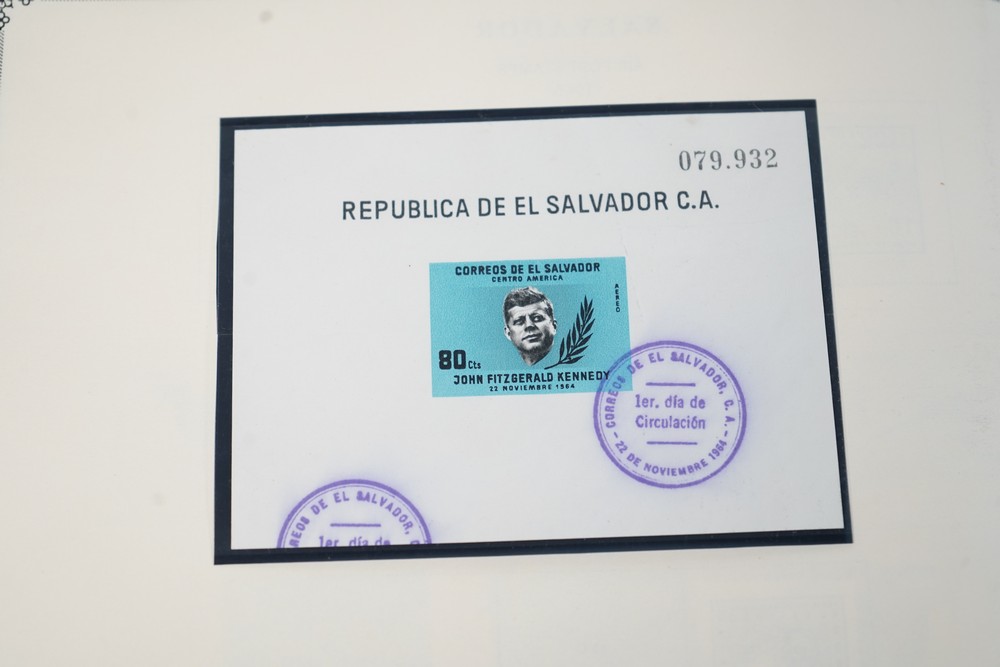 079.932
REPUBLICA DE EL SALVADOR C.A.
CORREOS DE EL SALVADOR
CENTRO AMERICA
AEREO
80 Cts
JOHN FITZGERALD KENNEDY
22 NOVIEMBRE 1964
CORREOS DE EL SALVADOR, C. A.
1er. día de
Circulación
- 22 DE NOVIEMBRE 1964 -
REOS DE EL SALVADOR, C
1er. día de